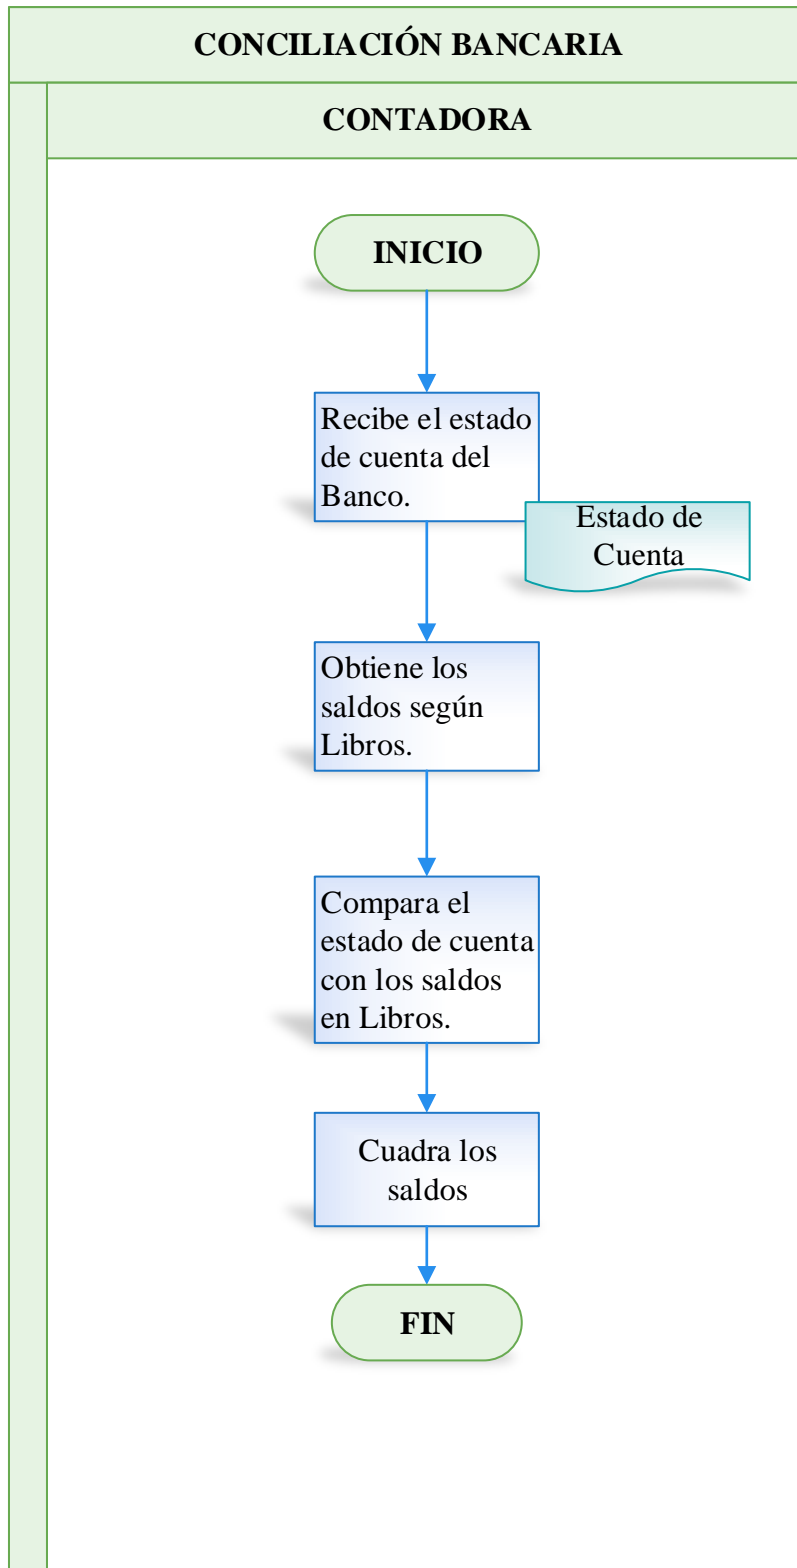 CONCILIACIÓN BANCARIA
CONTADORA
INICIO
Recibe el estado
de cuenta del
Banco.
Estado de
Cuenta
Obtiene los
saldos según
Libros.
Compara el
estado de cuenta
con los saldos
en Libros.
Cuadra los
saldos
FIN